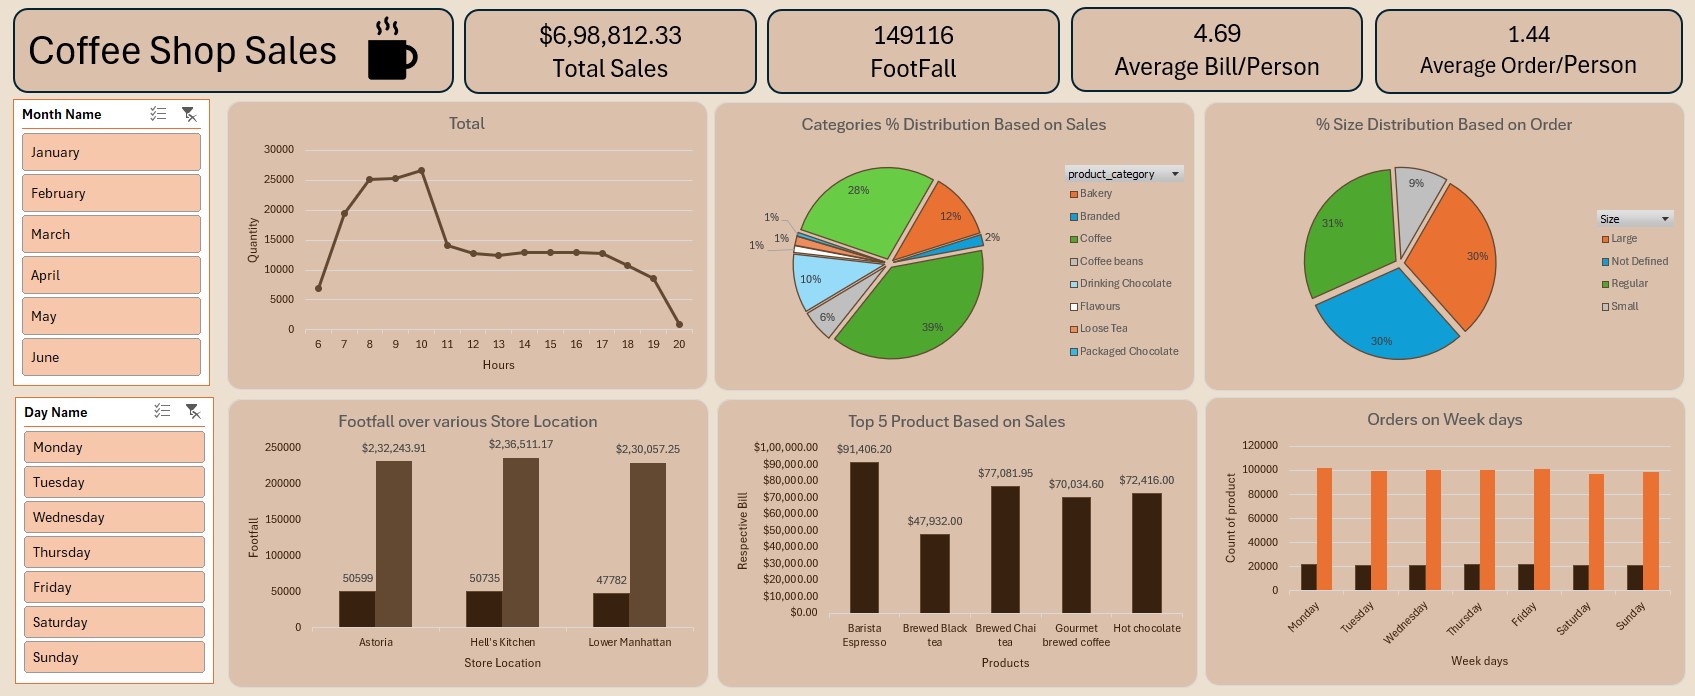 Coffee Shop Sales
$6,98,812.33
Total Sales
149116
FootFall
4.69
Average Bill/Person
1.44
Average Order/Person
Month Name
January
February
March
April
May
June
Day Name
Monday
Tuesday
Wednesday
Thursday
Friday
Saturday
Sunday
Total
30000
25000
20000
15000
10000
5000
0
Quantity
6 7 8 9 10 11 12 13 14 15 16 17 18 19 20
Hours
Categories % Distribution Based on Sales
28%
12%
2%
39%
6%
10%
1%
1%
1%
product_category
Bakery
Branded
Coffee
Coffee beans
Drinking Chocolate
Flavours
Loose Tea
Packaged Chocolate
% Size Distribution Based on Order
9%
31%
30%
30%
Size
Large
Not Defined
Regular
Small
Footfall over various Store Location
250000
200000
150000
100000
50000
0
Footfall
$2,32,243.91
$2,36,511.17
$2,30,057.25
50599
50735
47782
Astoria
Hell's Kitchen
Lower Manhattan
Store Location
Top 5 Product Based on Sales
$1,00,000.00
$90,000.00
$80,000.00
$70,000.00
$60,000.00
$50,000.00
$40,000.00
$30,000.00
$20,000.00
$10,000.00
$0.00
Respective Bill
$91,406.20
$47,932.00
$77,081.95
$70,034.60
$72,416.00
Barista
Espresso
Brewed Black
tea
Brewed Chai
tea
Gourmet
brewed coffee
Hot chocolate
Products
Orders on Week days
120000
100000
80000
60000
40000
20000
0
Count of product
Monday
Tuesday
Wednesday
Thursday
Friday
Saturday
Sunday
Week days